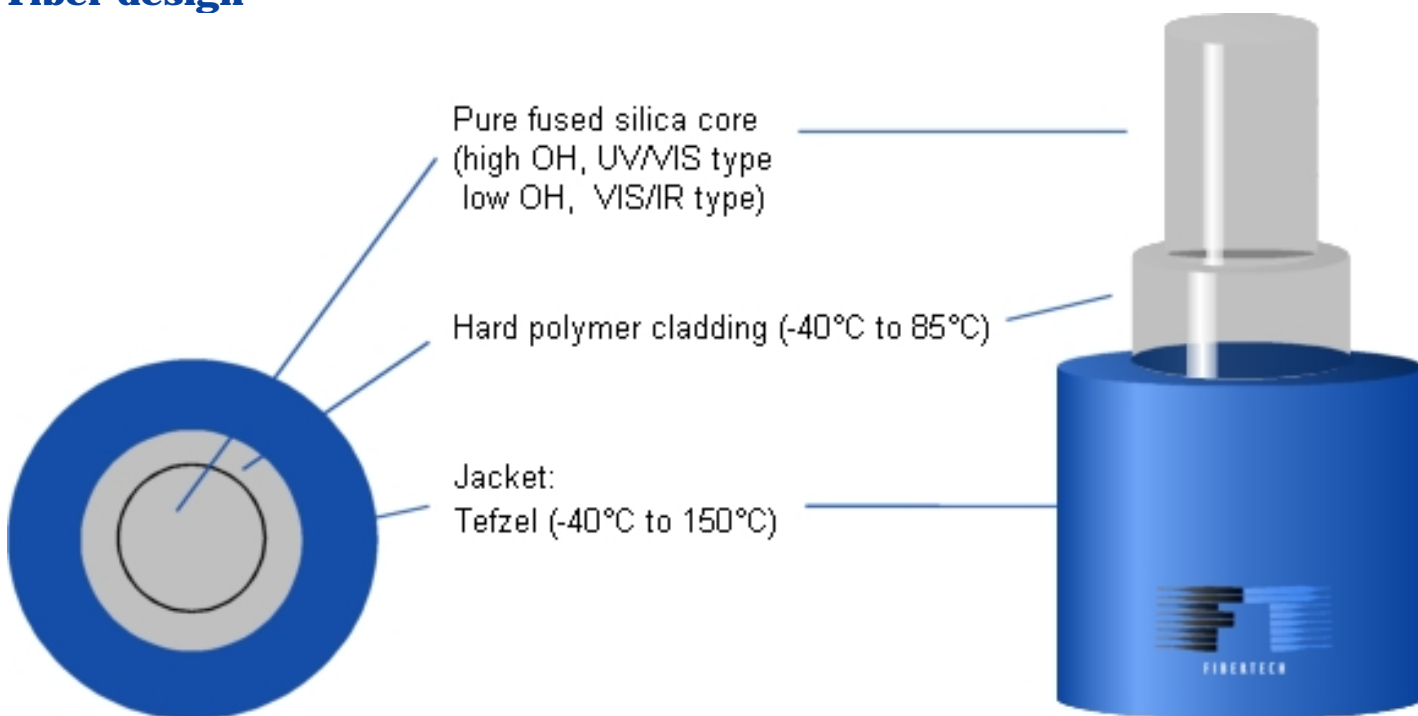 Fiber design
Pure fused silica core
(high OH, UV/VIS type
low OH, VIS/IR type)
Hard polymer cladding (-40°C to 85°C)
Jacket:
Tefzel (-40°C to 150°C)
FT
FIBERTECH